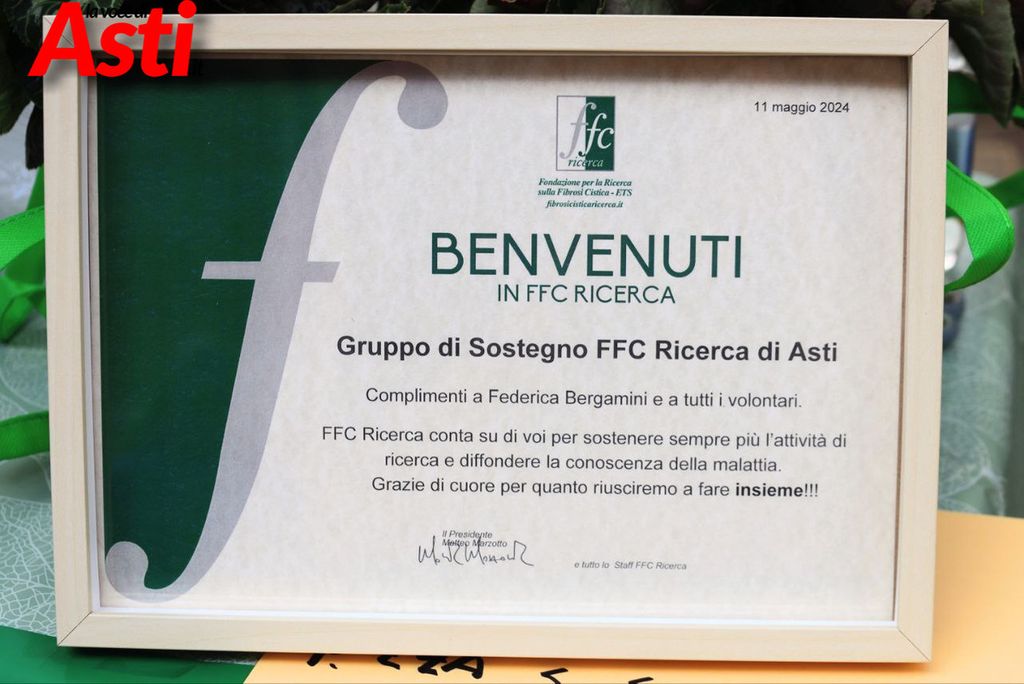 la voce di
Asti
11 maggio 2024
ffc
ricerca
Fondazione per la Ricerca
sulla Fibrosi Cistica - ETS
fibrosicisticaricerca.it
BENVENUTI
IN FFC RICERCA
Gruppo di Sostegno FFC Ricerca di Asti
Complimenti a Federica Bergamini e a tutti i volontari.
FFC Ricerca conta su di voi per sostenere sempre più l'attività di
ricerca e diffondere la conoscenza della malattia.
Grazie di cuore per quanto riusciremo a fare insieme!!!
Il Presidente
Matteo Marzotto
e tutto lo Staff FFC Ricerca